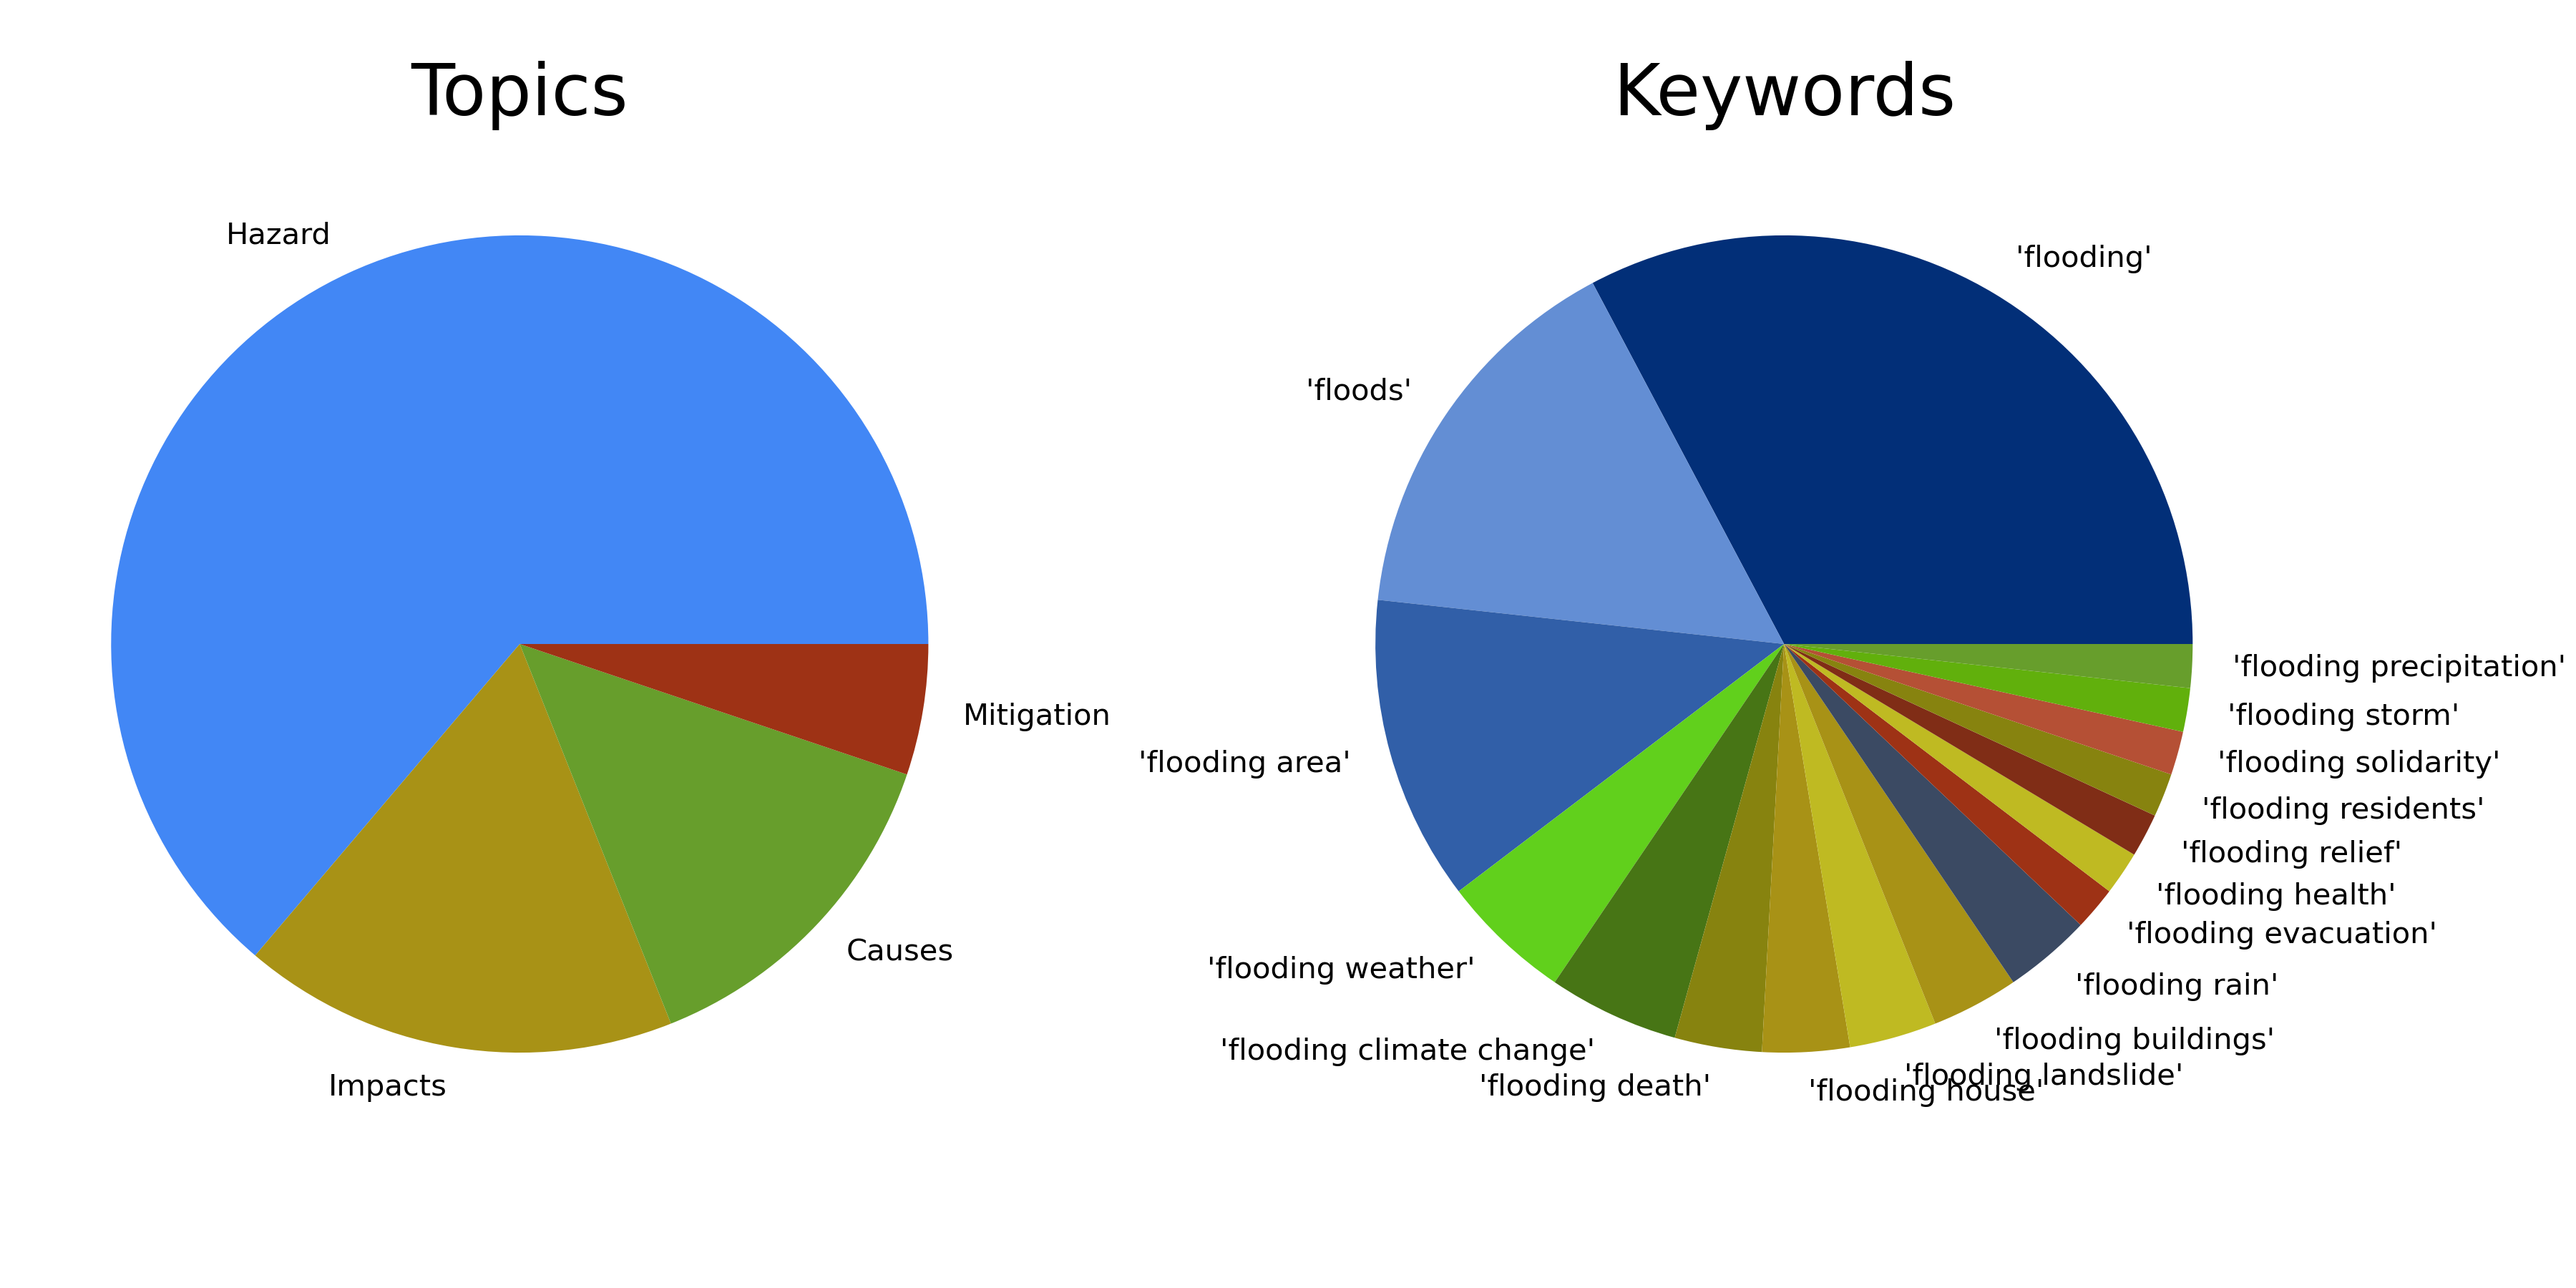 Topics
Hazard
Mitigation
Causes
Impacts
Keywords
'flooding'
'floods'
'flooding area'
'flooding weather'
'flooding climate change'
'flooding death'
'flooding house'
'flooding landslide'
'flooding buildings'
'flooding rain'
'flooding evacuation'
'flooding health'
'flooding relief'
'flooding residents'
'flooding solidarity'
'flooding storm'
'flooding precipitation'